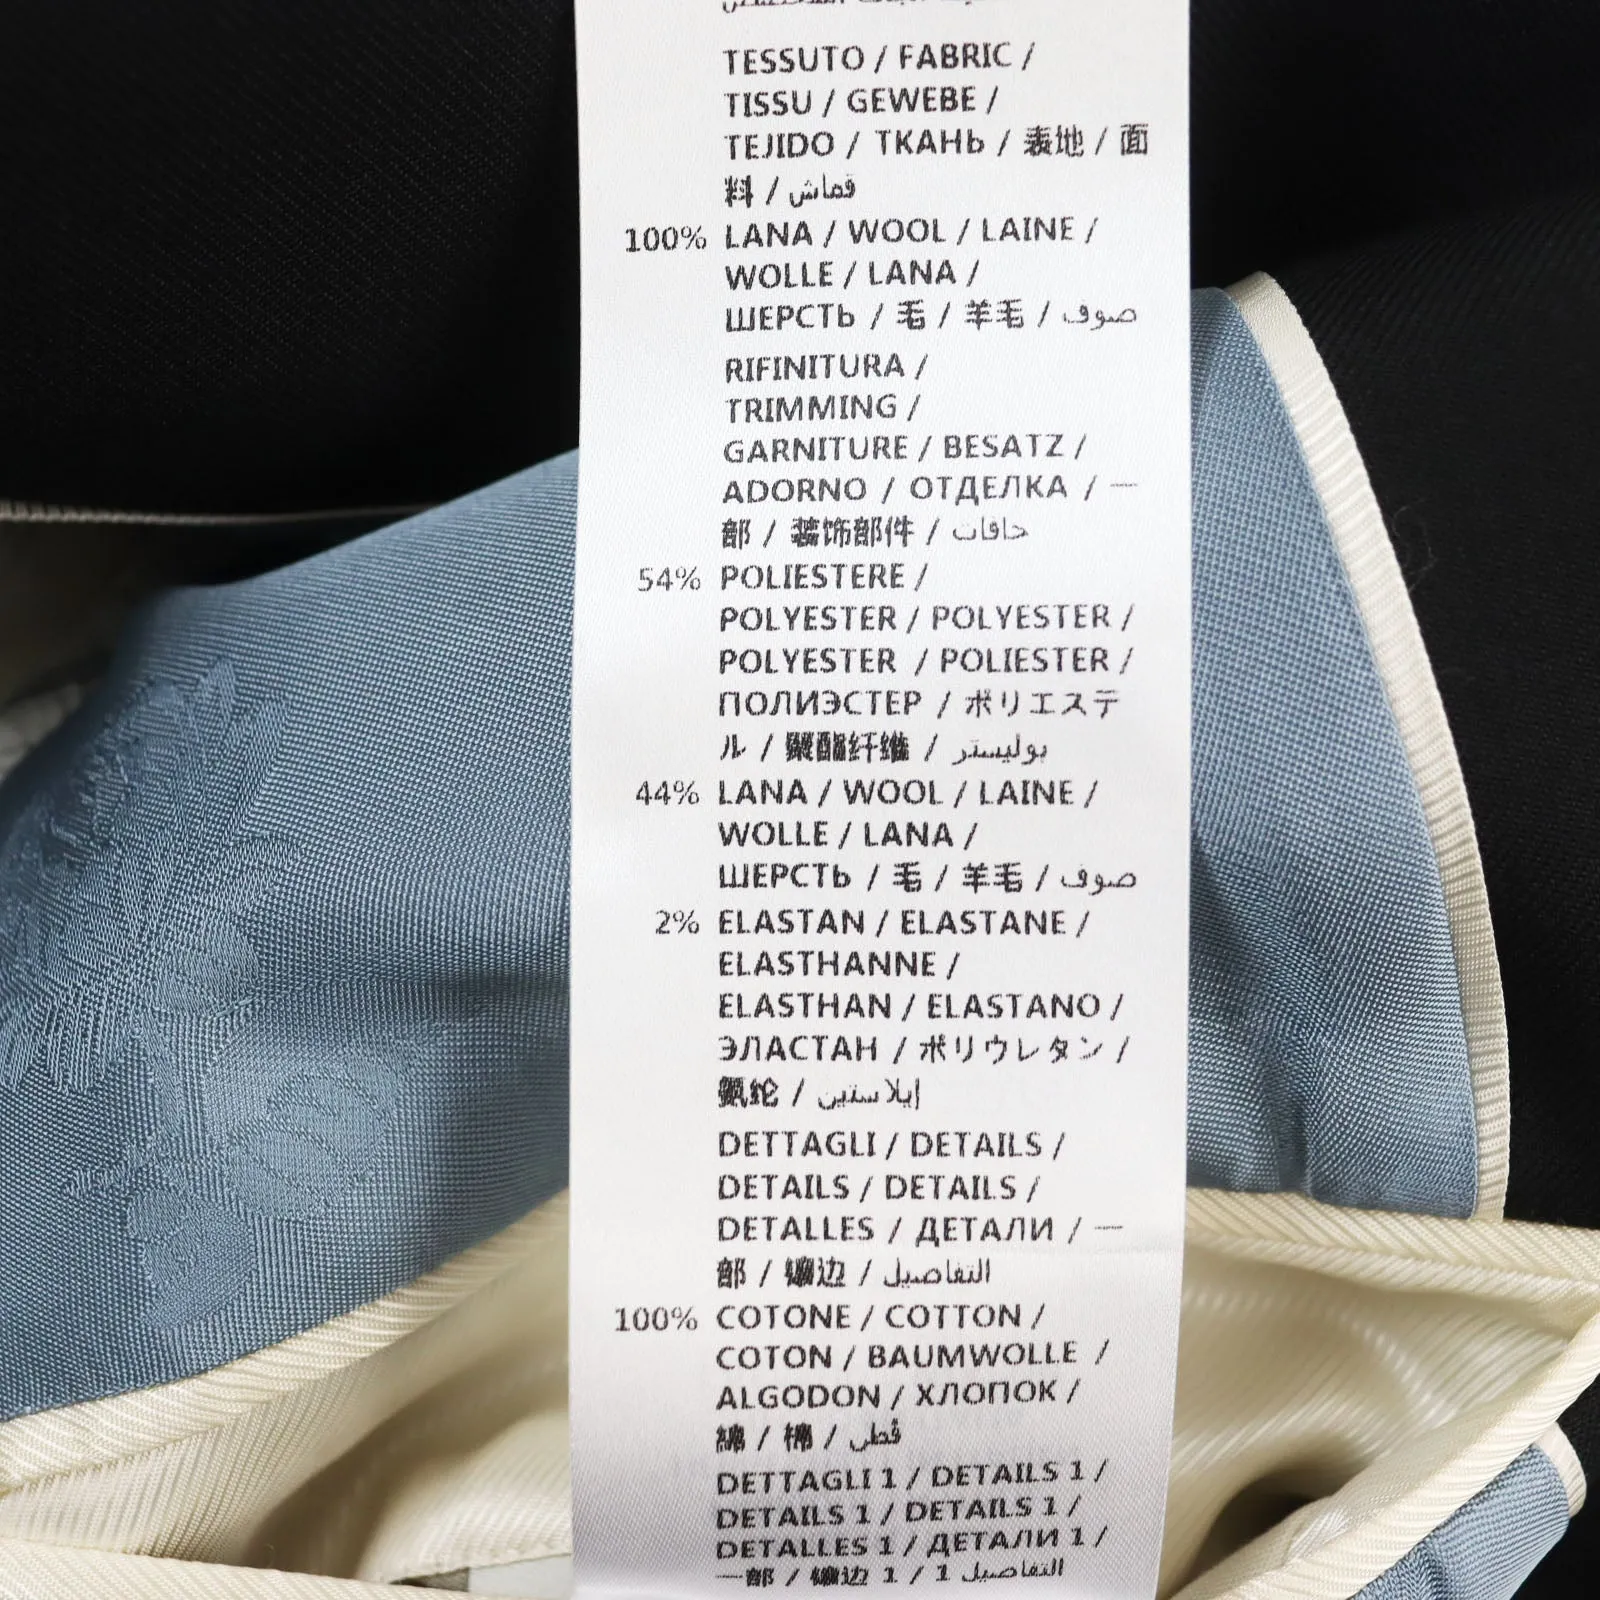 TESSUTO / FABRIC /
TISSU / GEWEBE /
TEJIDO / ТКАНЬ / 表地 / 面
料 / قماش
100% LANA / WOOL / LAINE /
WOLLE / LANA /
ШЕРСТЬ / 毛 / 羊毛 / صوف
RIFINITURA /
TRIMMING /
GARNITURE / BESATZ /
ADORNO / ОТДЕЛКА / 一
部 / 装饰部件 / حافات
54% POLIESTERE /
POLYESTER / POLYESTER /
POLYESTER / POLIESTER /
ПОЛИЭСТЕР / ポリエステ
ル / 聚酯纤维 / بوليستر
44% LANA / WOOL / LAINE /
WOLLE / LANA /
ШЕРСТЬ / 毛 / 羊毛 / صوف
2% ELASTAN / ELASTANE /
ELASTHANNE /
ELASTHAN / ELASTANO /
ЭЛАСТАН / ポリウレタン /
氨纶 / إيلاستين
DETTAGLI / DETAILS /
DETAILS / DETAILS /
DETALLES / ДЕТАЛИ / 一
部 / 镶边 / التفاصيل
100% COTONE / COTTON /
COTON / BAUMWOLLE /
ALGODON / ХЛОПОК /
綿 / 棉 / قطن
DETTAGLI 1 / DETAILS 1 /
DETAILS 1 / DETAILS 1 /
DETALLES 1 / ДЕТАЛИ 1 /
一部 / 镶边 1 / 1 التفاصيل